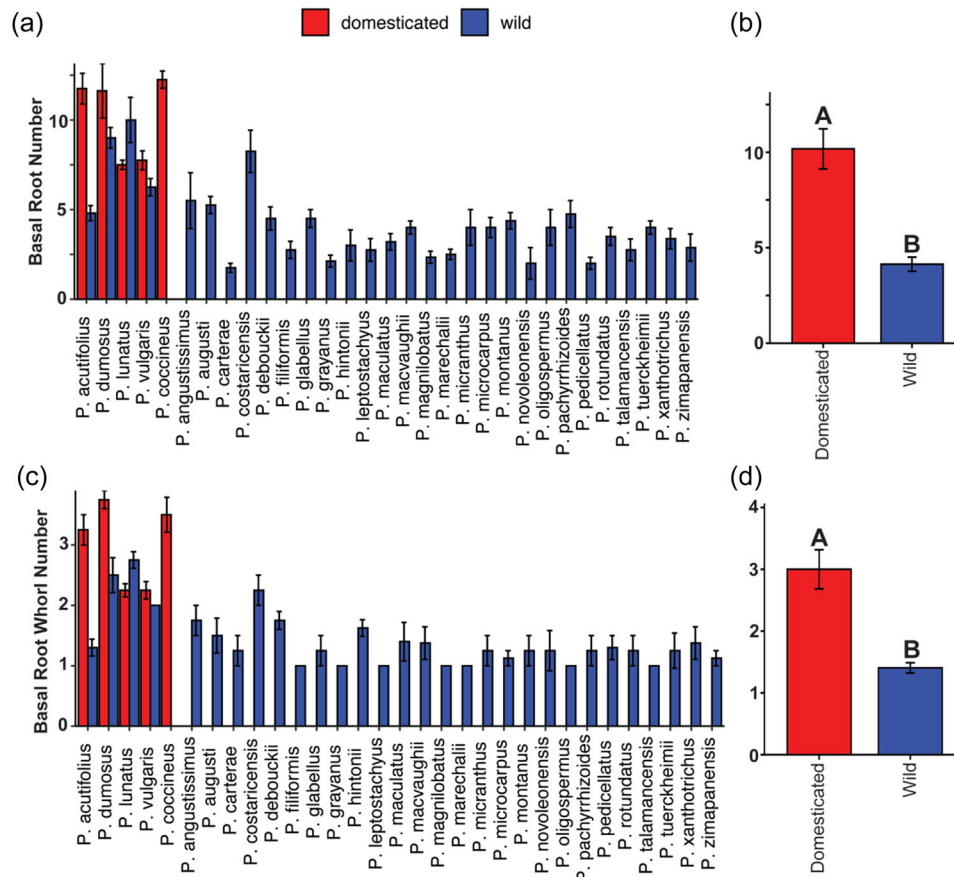 (a)
domesticated
wild
(b)
Basal Root Number
10
5
0
P. acutifolius
P. dumosus
P. lunatus
P. vulgaris
P. coccineus
P. angustissimus
P. augusti
P. carterae
P. costaricensis
P. debouckii
P. filiformis
P. glabellus
P. grayanus
P. hintonii
P. leptostachyus
P. maculatus
P. macvaughii
P. magnilobatus
P. marechalii
P. micranthus
P. microcarpus
P. montanus
P. novoleonensis
P. oligospermus
P. pachyrrhizoides
P. pedicellatus
P. rotundatus
P. talamancensis
P. tuerckheimii
P. xanthotrichus
P. zimapanensis
10
5
0
A
B
Domesticated
Wild
(c)
(d)
Basal Root Whorl Number
3
2
1
0
P. acutifolius
P. dumosus
P. lunatus
P. vulgaris
P. coccineus
P. angustissimus
P. augusti
P. carterae
P. costaricensis
P. debouckii
P. filiformis
P. glabellus
P. grayanus
P. hintonii
P. leptostachyus
P. maculatus
P. macvaughii
P. magnilobatus
P. marechalii
P. micranthus
P. microcarpus
P. montanus
P. novoleonensis
P. oligospermus
P. pachyrrhizoides
P. pedicellatus
P. rotundatus
P. talamancensis
P. tuerckheimii
P. xanthotrichus
P. zimapanensis
4
3
2
1
0
A
B
Domesticated
Wild